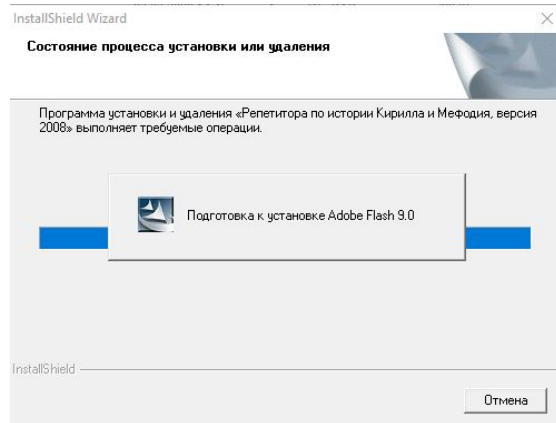 InstallShield Wizard
Состояние процесса установки или удаления
Программа установки и удаления «Репетитора по истории Кирилла и Мефодия, версия
2008» выполняет требуемые операции.
Подготовка к установке Adobe Flash 9.0
InstallShield
Отмена